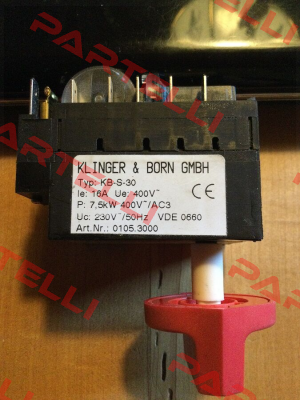 PARTELLI
KLINGER & BORN GMBH
Typ: KB-S-30
Ie: 16A Ue: 400V~
P: 7,5kW 400V~/AC3
Uc: 230V~/50Hz VDE 0660
Art.Nr.: 0105.3000
CE
PARTELLI
PARTELLI